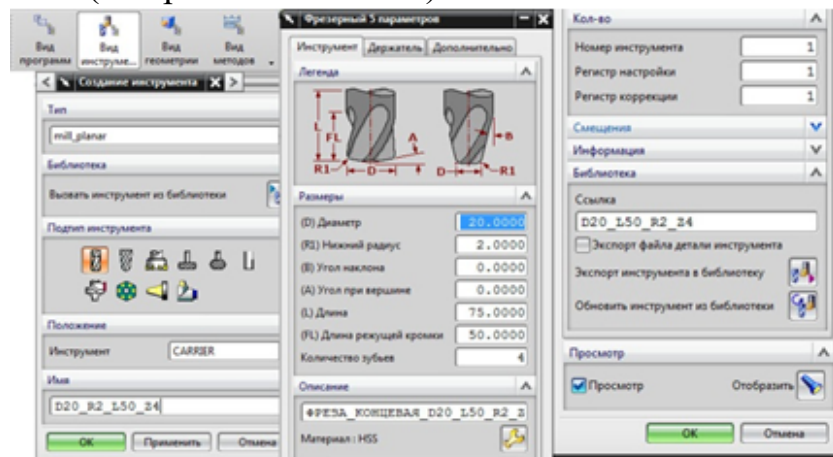 Вид программ
Вид инструме...
Вид геометрии
Вид методов
Создание инструмента
Тип
mill_planar
Библиотека
Вызвать инструмент из библиотеки
Подтип инструмента
Положение
Инструмент CARRIER
Имя
D20_R2_L50_Z4
OK Применить Отмена
Фрезерный 5 параметров
Инструмент Держатель Дополнительно
Легенда
L FL A B
R1 D D R1
Размеры
(D) Диаметр 20.0000
(R1) Нижний радиус 2.0000
(B) Угол наклона 0.0000
(A) Угол при вершине 0.0000
(L) Длина 75.0000
(FL) Длина режущей кромки 50.0000
Количество зубьев 4
Описание
ФРЕЗА_КОНЦЕВАЯ_D20_L50_R2_Z
Материал : HSS
Кол-во
Номер инструмента 1
Регистр настройки 1
Регистр коррекции 1
Смещения
Информация
Библиотека
Ссылка
D20_L50_R2_Z4
Экспорт файла детали инструмента
Экспорт инструмента в библиотеку
Обновить инструмент из библиотеки
Просмотр
Просмотр Отобразить
OK Отмена